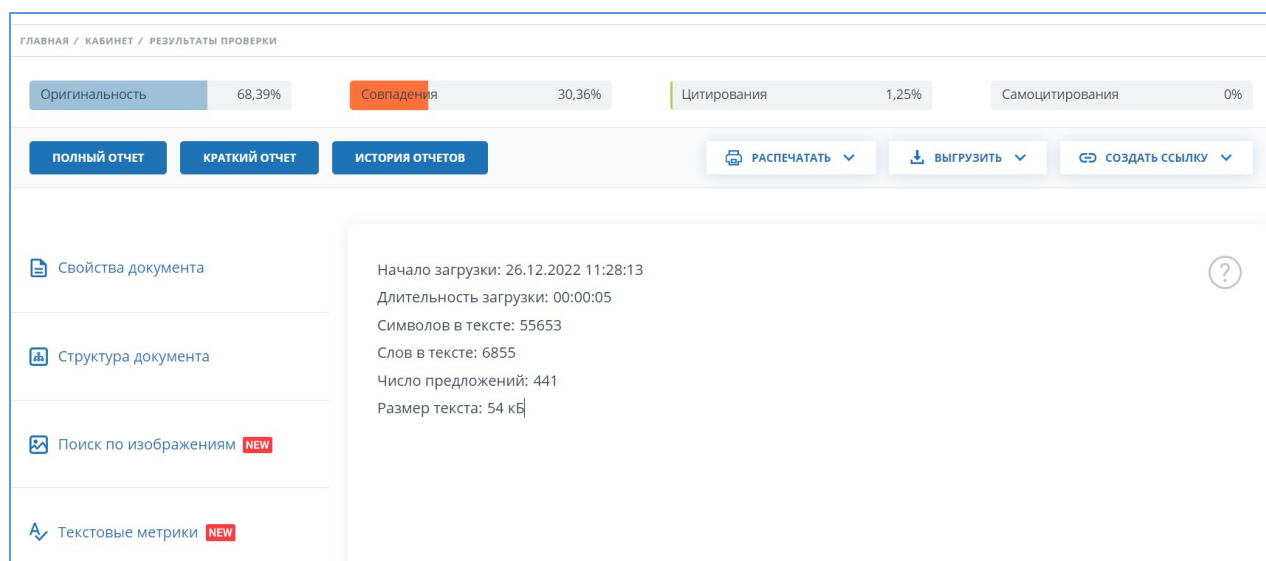 ГЛАВНАЯ / КАБИНЕТ / РЕЗУЛЬТАТЫ ПРОВЕРКИ
Оригинальность 68,39% Совпадения 30,36% Цитирования 1,25% Самоцитирования 0%
ПОЛНЫЙ ОТЧЕТ КРАТКИЙ ОТЧЕТ ИСТОРИЯ ОТЧЕТОВ РАСПЕЧАТАТЬ ВЫГРУЗИТЬ СОЗДАТЬ ССЫЛКУ
Свойства документа
Структура документа
Поиск по изображениям NEW
Текстовые метрики NEW
Начало загрузки: 26.12.2022 11:28:13
Длительность загрузки: 00:00:05
Символов в тексте: 55653
Слов в тексте: 6855
Число предложений: 441
Размер текста: 54 кБ
?